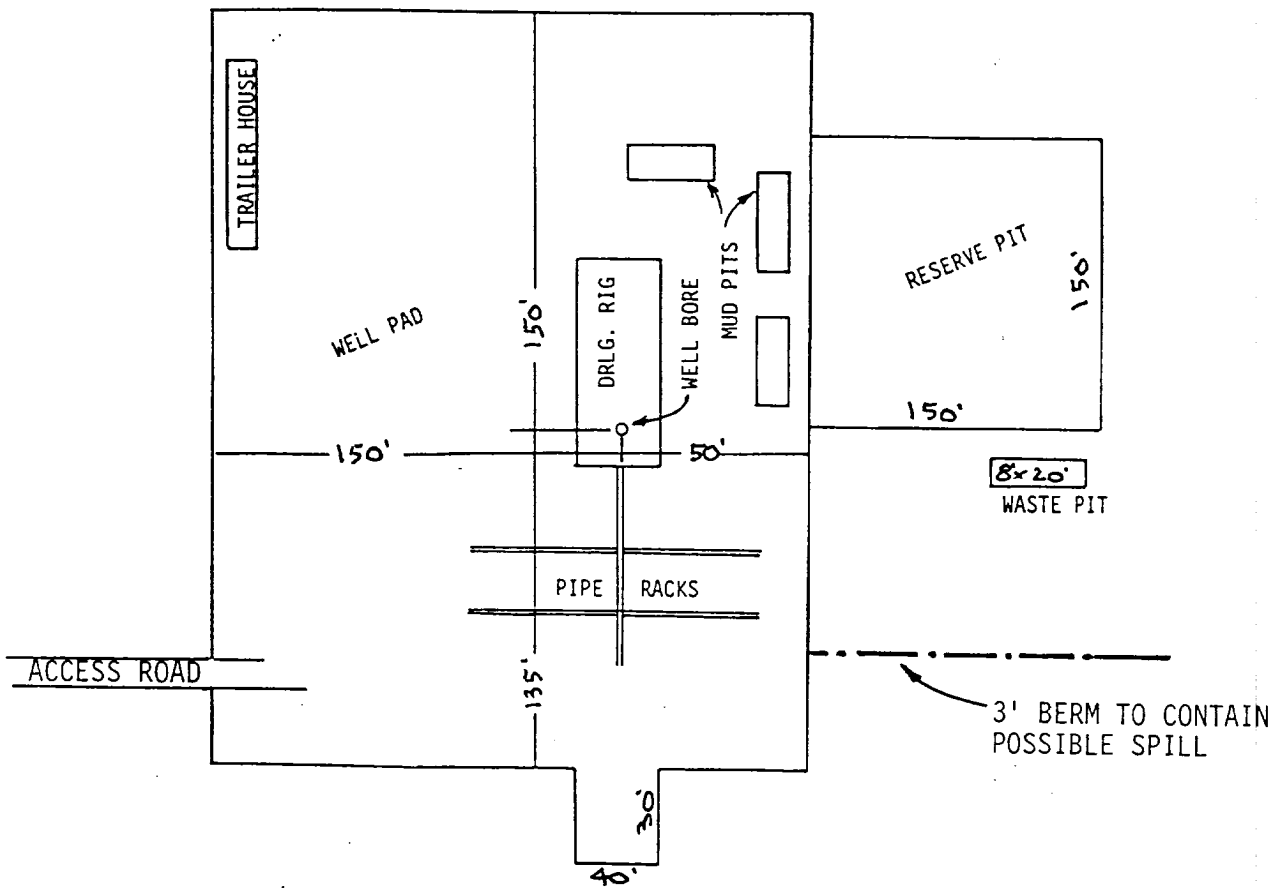 TRAILER HOUSE
WELL PAD
150'
DRLG. RIG
WELL BORE
MUD PITS
RESERVE PIT
150'
150'
150'
50'
8x20'
WASTE PIT
PIPE RACKS
ACCESS ROAD
135'
3' BERM TO CONTAIN
POSSIBLE SPILL
30'
40'